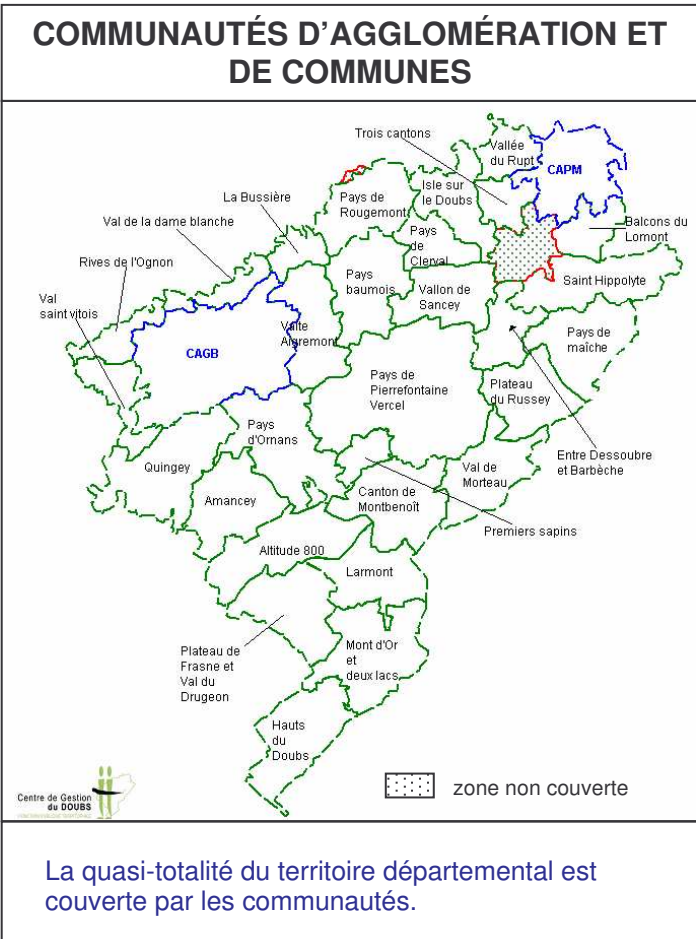 COMMUNAUTÉS D'AGGLOMÉRATION ET
DE COMMUNES
Trois cantons
Vallée
du Rupt
CAPM
La Bussière
Pays de
Rougemont
Isle sur
le Doubs
Val de la dame blanche
Pays
de
Clerval
Balcons du
Lomont
Rives de l'Ognon
Pays
baumois
Vallon de
Sancey
Saint Hippolyte
Val
saint vitois
Valte
Aigremont
CAGB
Pays de
maîche
Pays de
Pierrefontaine
Vercel
Plateau
du Russey
Pays
d'Ornans
Entre Dessoubre
et Barbèche
Quingey
Amancey
Canton de
Montbenoît
Val de
Morteau
Premiers sapins
Altitude 800
Larmont
Plateau de
Frasne et
Val du
Drugeon
Mont d'Or
et
deux lacs
Hauts
du
Doubs
Centre de Gestion
du DOUBS
zone non couverte
La quasi-totalité du territoire départemental est
couverte par les communautés.